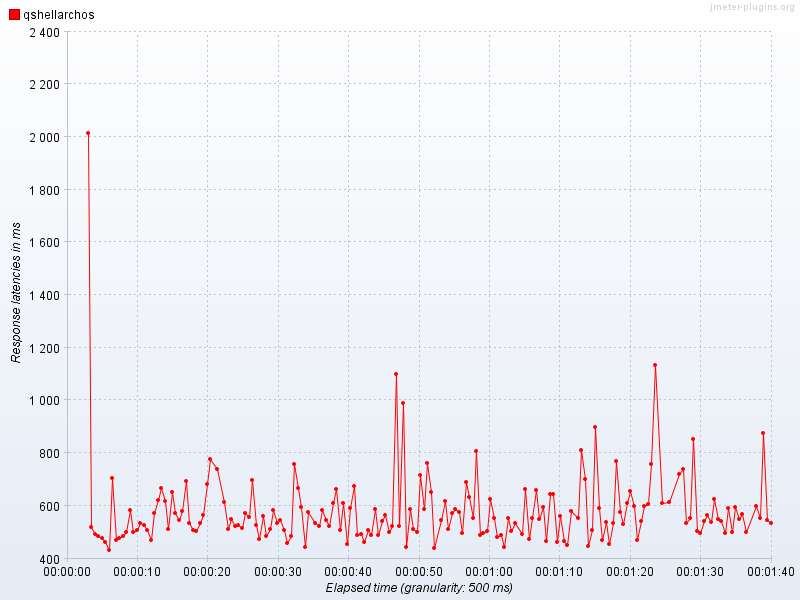 jmeter-plugins.org
qshellarchos
2 400
2 200
2 000
1 800
1 600
1 400
1 200
1 000
800
600
400
Response latencies in ms
00:00:00 00:00:10 00:00:20 00:00:30 00:00:40 00:00:50 00:01:00 00:01:10 00:01:20 00:01:30 00:01:40
Elapsed time (granularity: 500 ms)